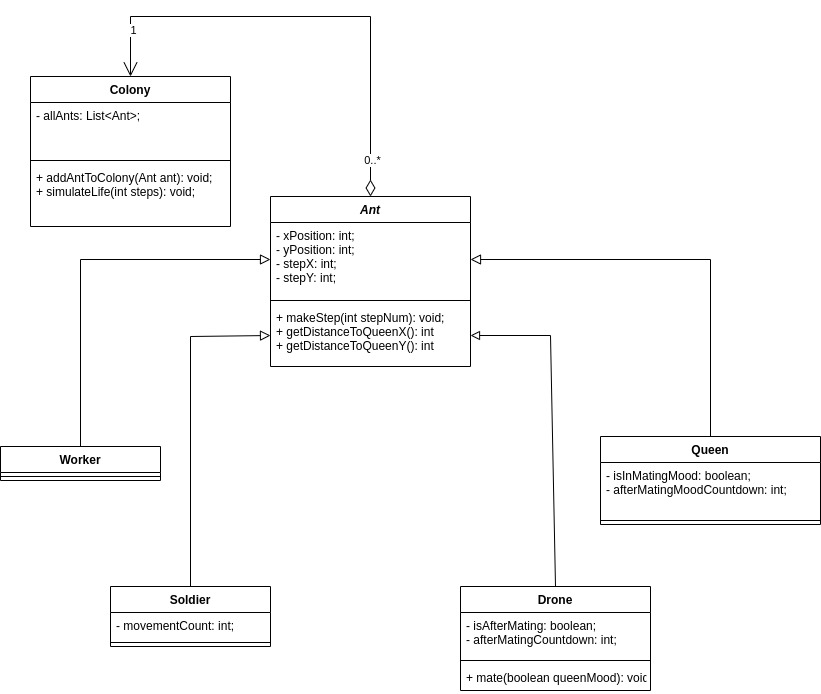 1
Colony
- allAnts: List<Ant>;
+ addAntToColony(Ant ant): void;
+ simulateLife(int steps): void;
0..*
Ant
- xPosition: int;
- yPosition: int;
- stepX: int;
- stepY: int;
+ makeStep(int stepNum): void;
+ getDistanceToQueenX(): int
+ getDistanceToQueenY(): int
Worker
Queen
- isInMatingMood: boolean;
- afterMatingMoodCountdown: int;
Soldier
- movementCount: int;
Drone
- isAfterMating: boolean;
- afterMatingCountdown: int;
+ mate(boolean queenMood): void